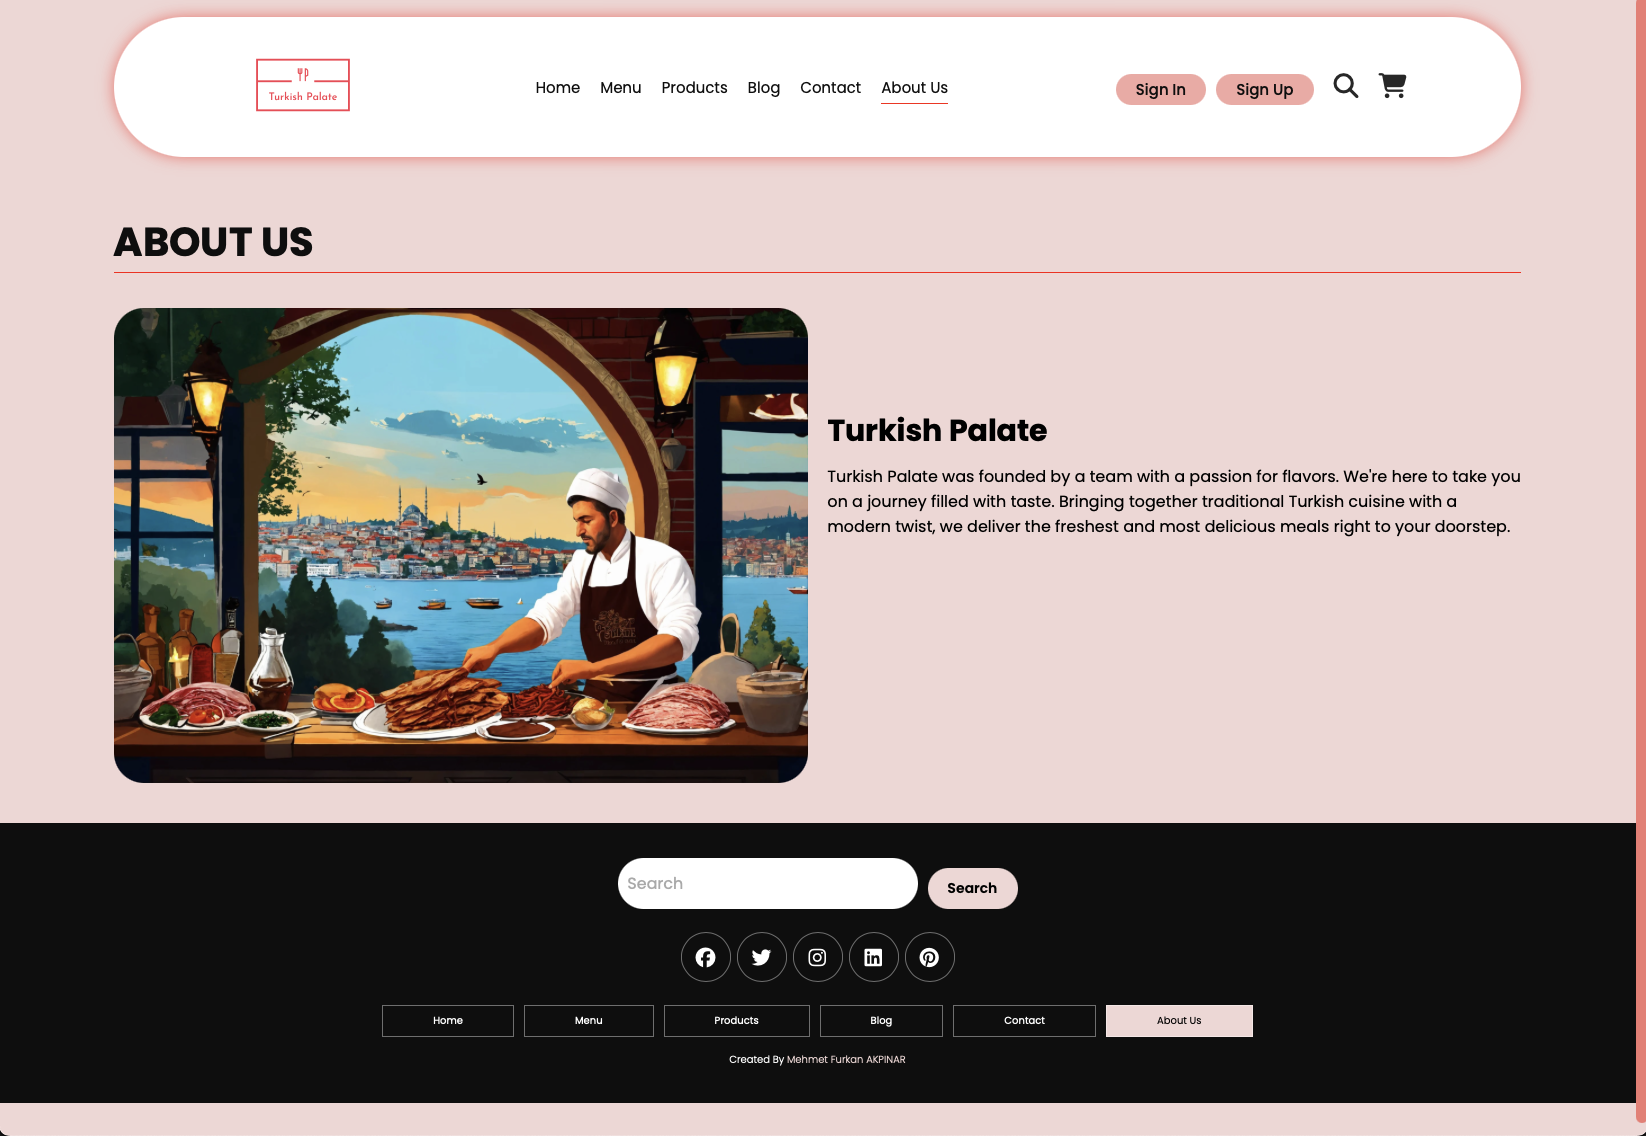 Turkish Palate
Home Menu Products Blog Contact About Us
Sign In Sign Up
ABOUT US
Turkish Palate
Turkish Palate was founded by a team with a passion for flavors. We're here to take you
on a journey filled with taste. Bringing together traditional Turkish cuisine with a
modern twist, we deliver the freshest and most delicious meals right to your doorstep.
Search Search
Home Menu Products Blog Contact About Us
Created By Mehmet Furkan AKPINAR